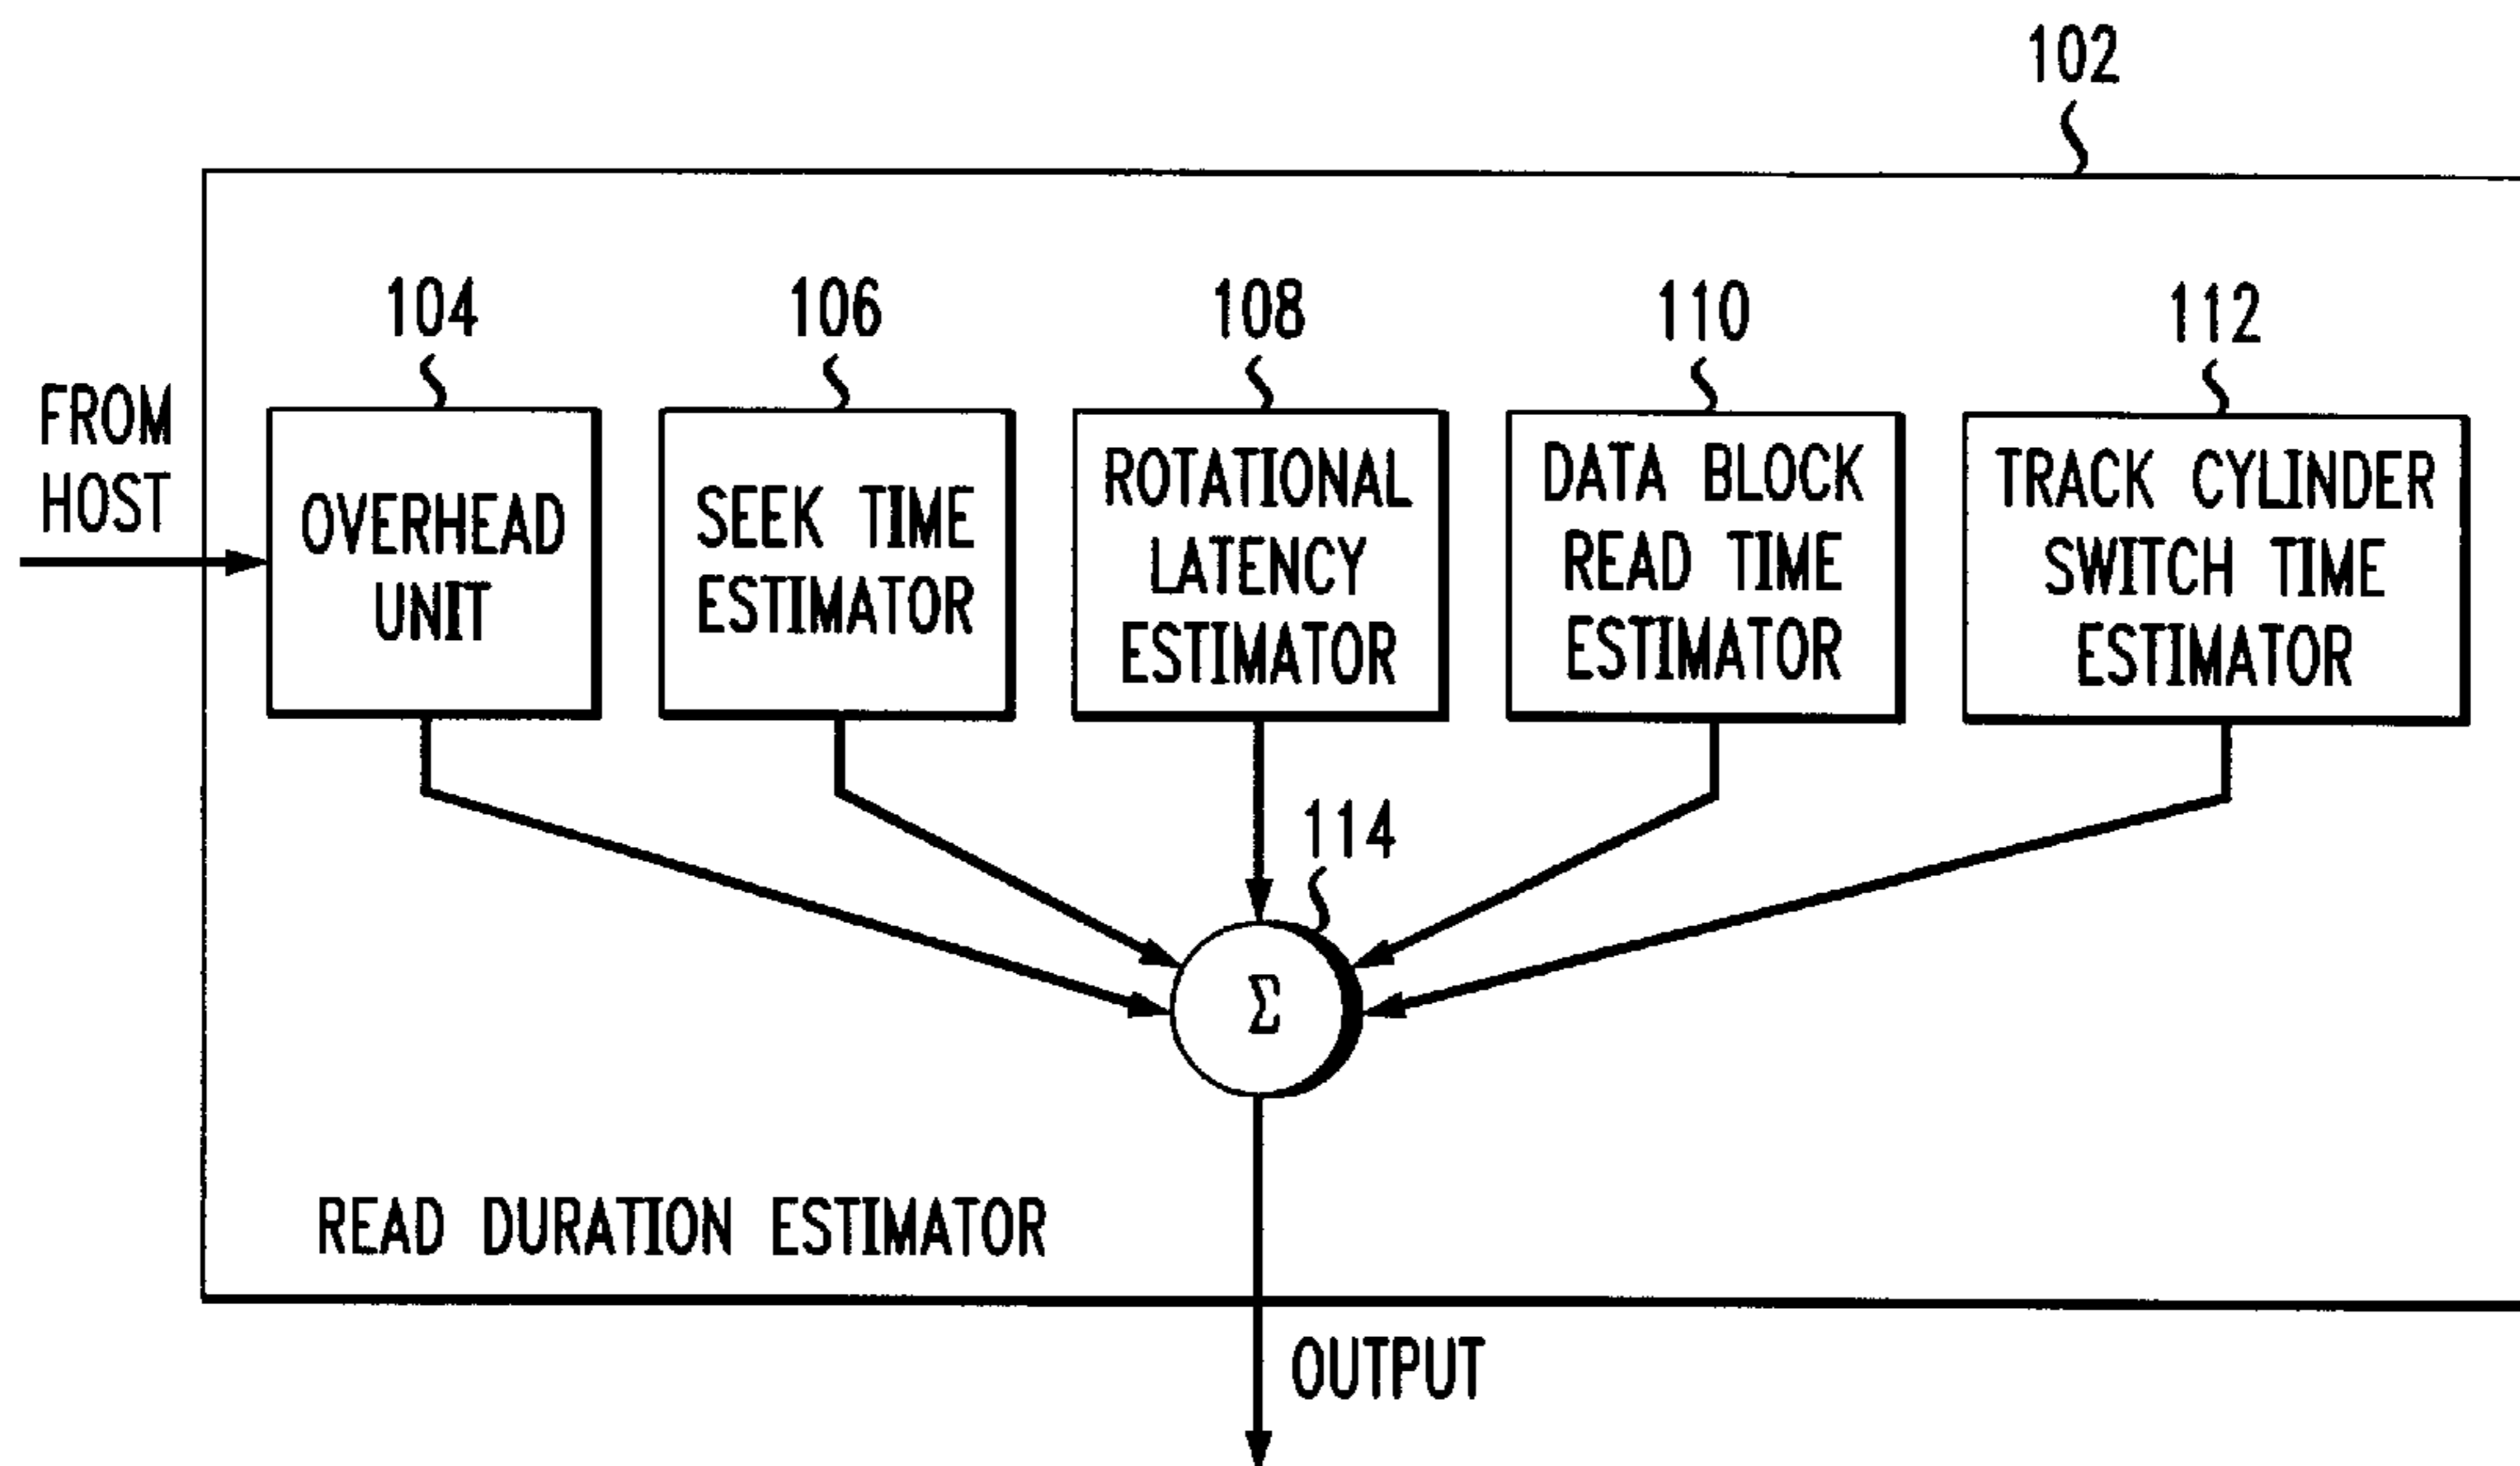 102
104
106
108
110
112
FROM
HOST
OVERHEAD
UNIT
SEEK TIME
ESTIMATOR
ROTATIONAL
LATENCY
ESTIMATOR
DATA BLOCK
READ TIME
ESTIMATOR
TRACK CYLINDER
SWITCH TIME
ESTIMATOR
114
Σ
READ DURATION ESTIMATOR
OUTPUT